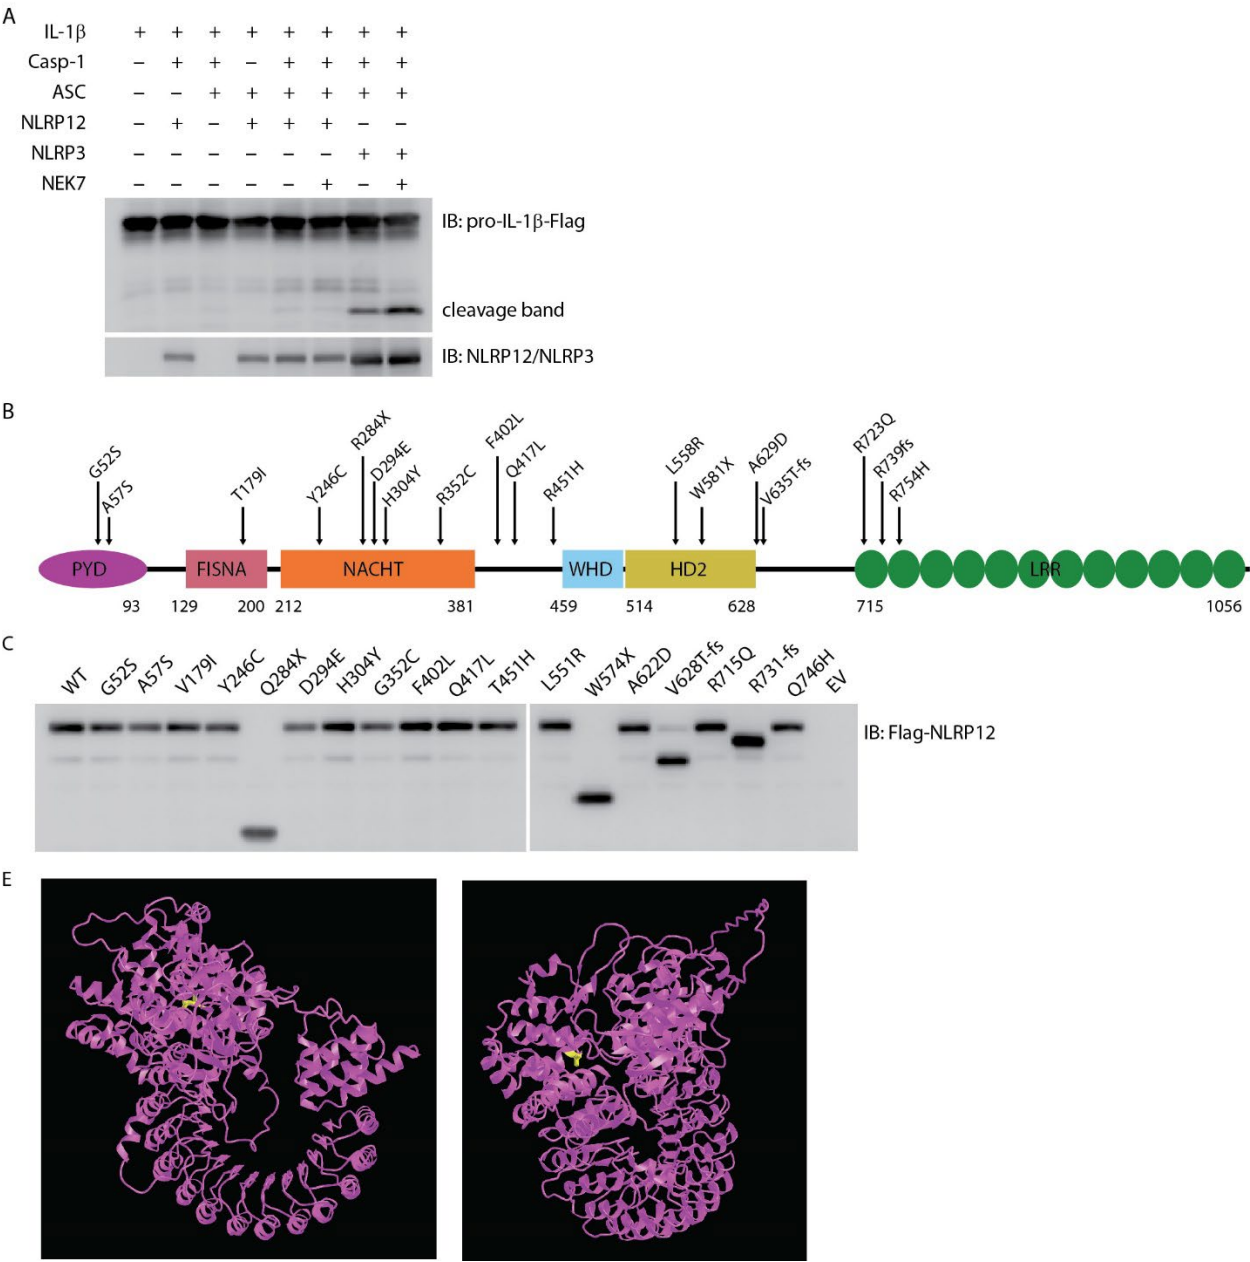 A
IL-1β + + + + + + + +
Casp-1 – + + – + + + +
ASC – – + + + + + +
NLRP12 – + – + + + – –
NLRP3 – – – – – – + +
NEK7 – – – – – + – +
IB: pro-IL-1β-Flag
cleavage band
IB: NLRP12/NLRP3
B
G52S A57S T179I Y246C R284X D294E H304Y R352C F402L Q417L R451H L558R W581X A629D V635T-fs R723Q R739fs R754H
PYD FISNA NACHT WHD HD2 LRR
93 129 200 212 381 459 514 628 715 1056
C
WT G52S A57S V179I Y246C Q284X D294E H304Y G352C F402L Q417L T451H L551R W574X A622D V628T-fs R715Q R731-fs Q746H EV
IB: Flag-NLRP12
E